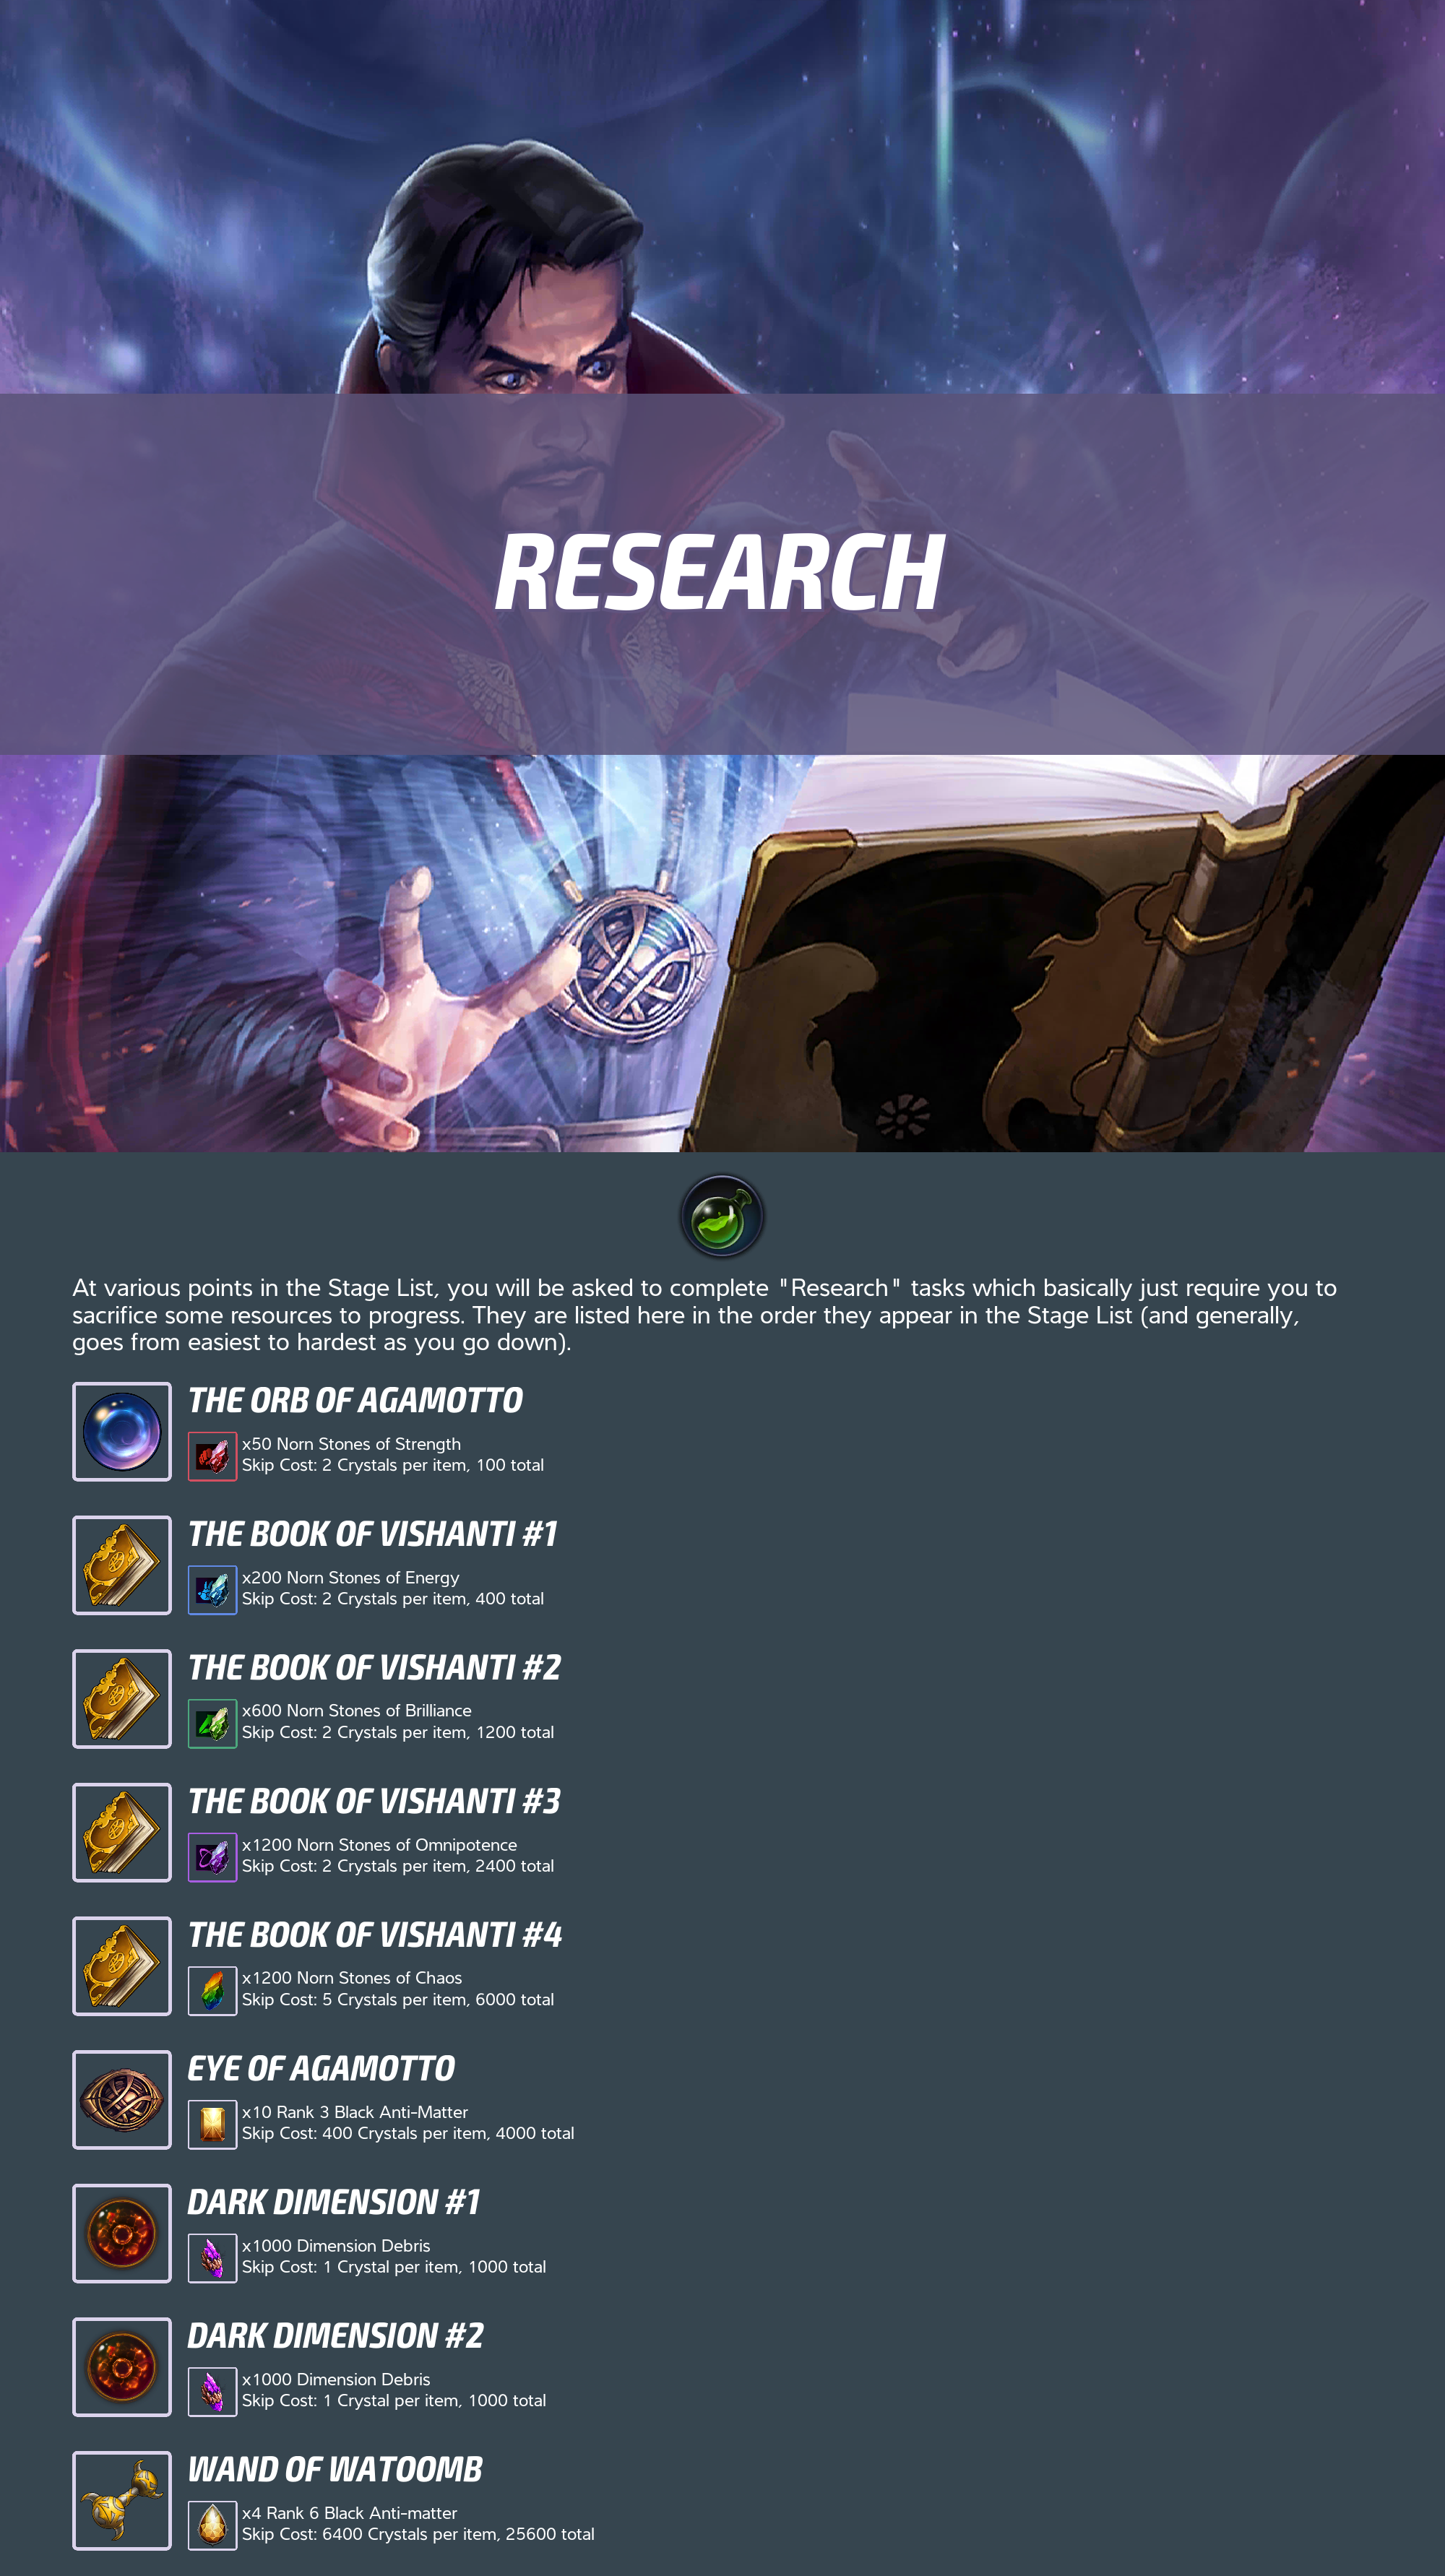 RESEARCH
At various points in the Stage List, you will be asked to complete "Research" tasks which basically just require you to
sacrifice some resources to progress. They are listed here in the order they appear in the Stage List (and generally,
goes from easiest to hardest as you go down).
THE ORB OF AGAMOTTO
x50 Norn Stones of Strength
Skip Cost: 2 Crystals per item, 100 total
THE BOOK OF VISHANTI #1
x200 Norn Stones of Energy
Skip Cost: 2 Crystals per item, 400 total
THE BOOK OF VISHANTI #2
x600 Norn Stones of Brilliance
Skip Cost: 2 Crystals per item, 1200 total
THE BOOK OF VISHANTI #3
x1200 Norn Stones of Omnipotence
Skip Cost: 2 Crystals per item, 2400 total
THE BOOK OF VISHANTI #4
x1200 Norn Stones of Chaos
Skip Cost: 5 Crystals per item, 6000 total
EYE OF AGAMOTTO
x10 Rank 3 Black Anti-Matter
Skip Cost: 400 Crystals per item, 4000 total
DARK DIMENSION #1
x1000 Dimension Debris
Skip Cost: 1 Crystal per item, 1000 total
DARK DIMENSION #2
x1000 Dimension Debris
Skip Cost: 1 Crystal per item, 1000 total
WAND OF WATOOMB
x4 Rank 6 Black Anti-matter
Skip Cost: 6400 Crystals per item, 25600 total